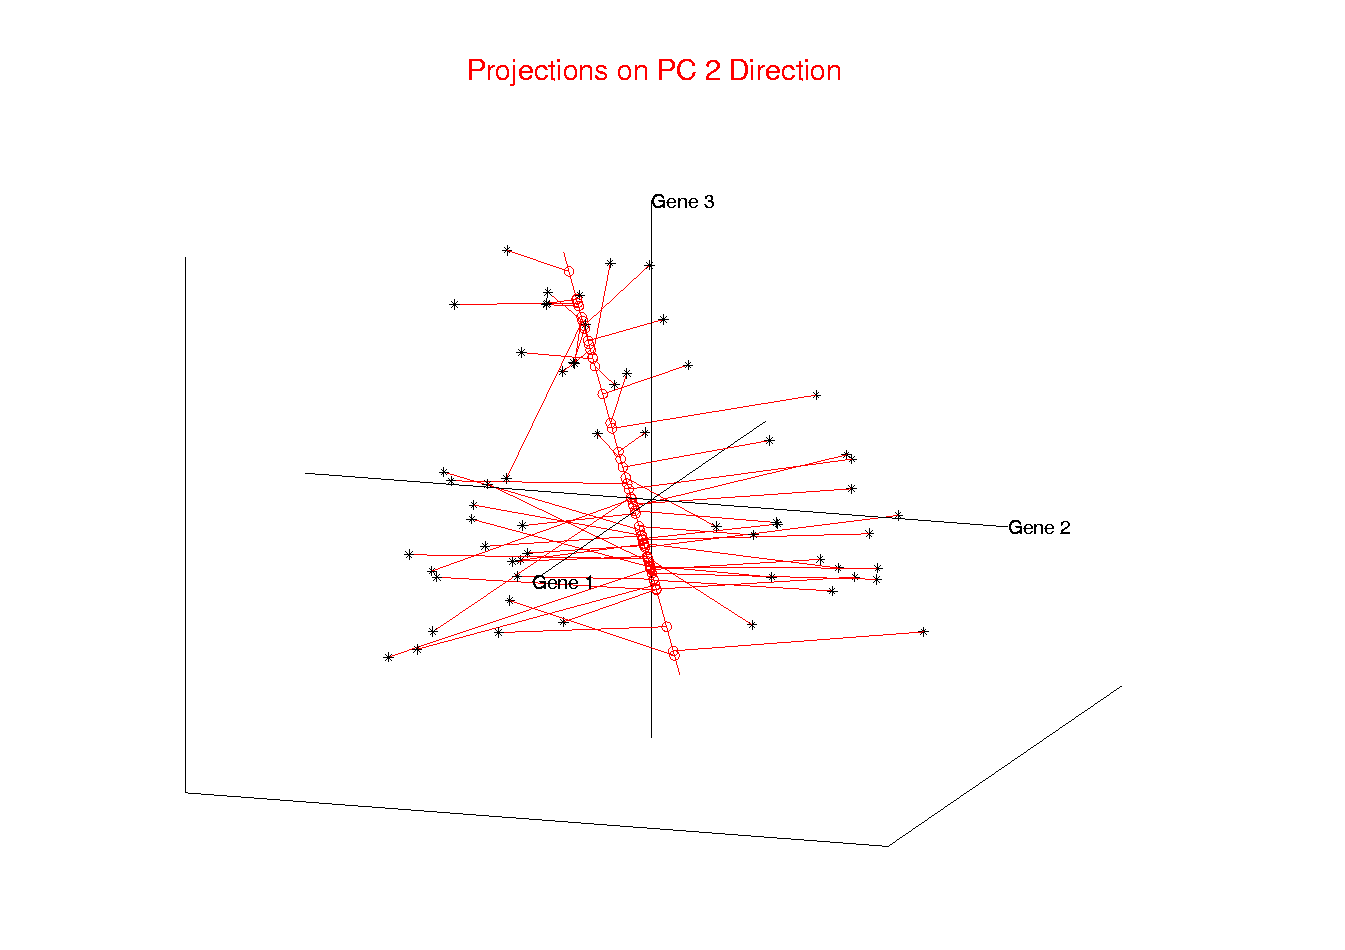 Projections on PC 2 Direction
Gene 3
Gene 2
Gene 1